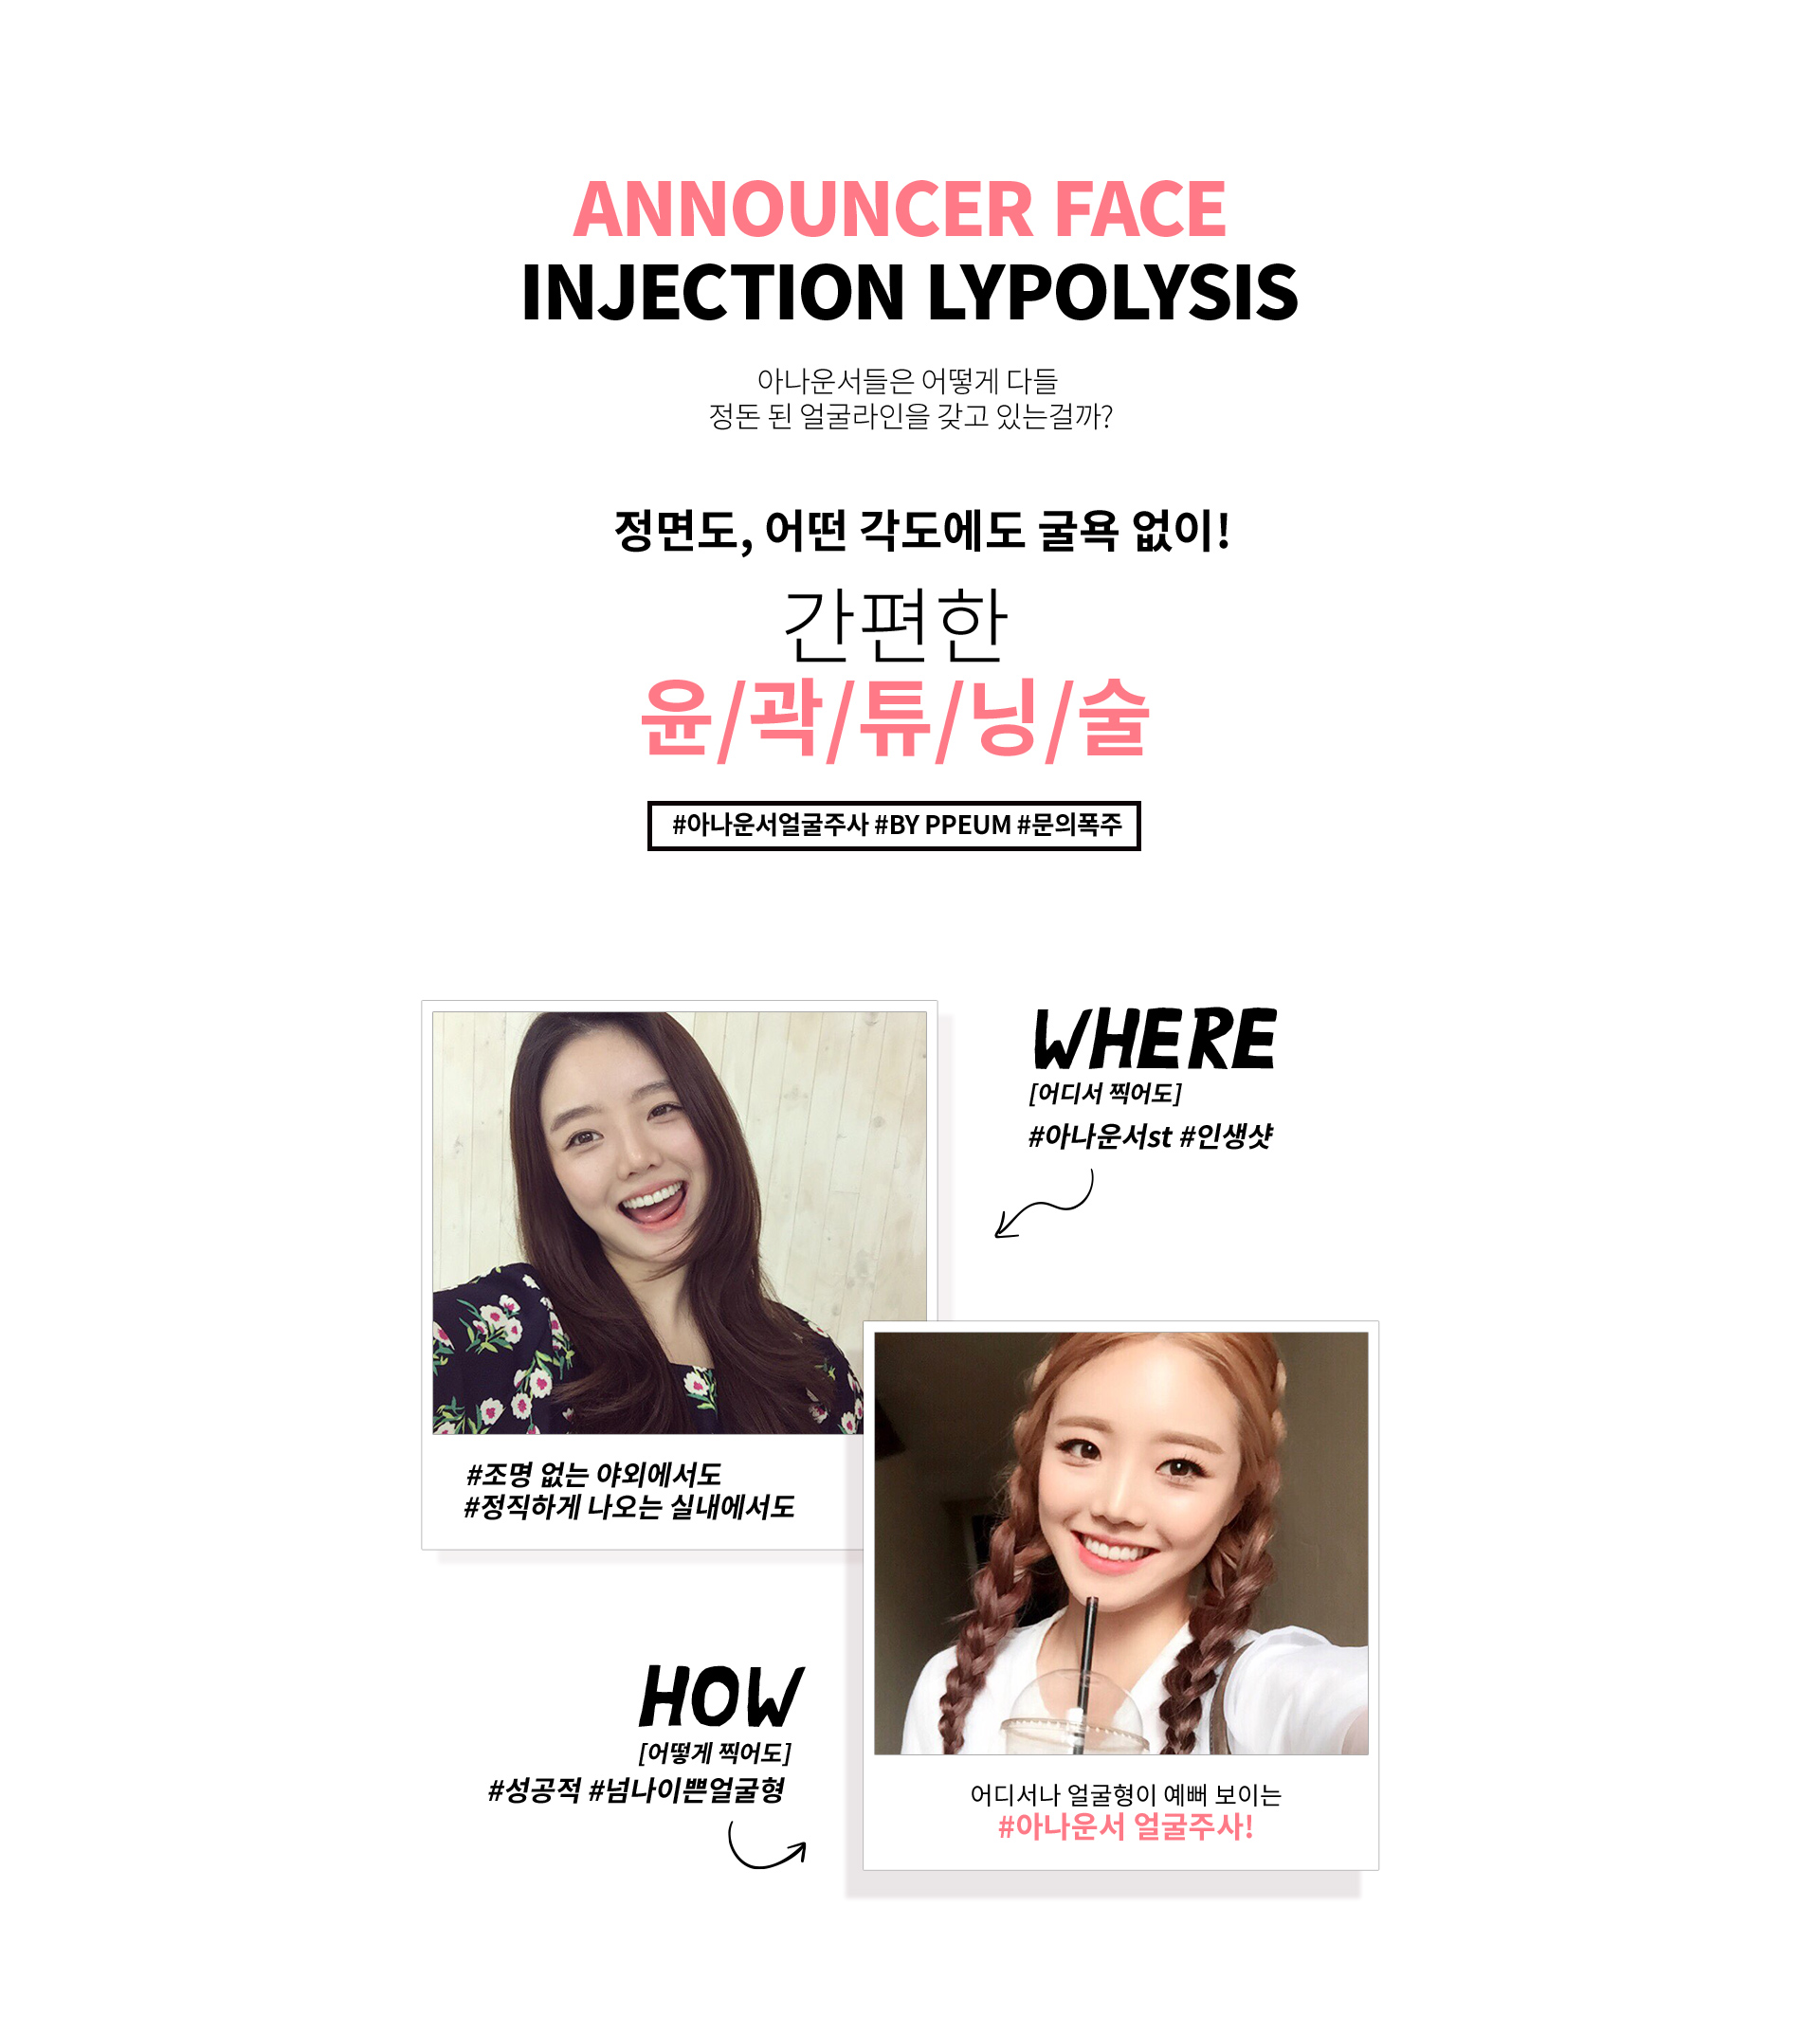 ANNOUNCER FACE
INJECTION LYPOLYSIS
아나운서들은 어떻게 다들
정돈 된 얼굴라인을 갖고 있는걸까?
정면도, 어떤 각도에도 굴욕 없이!
간편한
윤/곽/튜/닝/술
#아나운서얼굴주사 #BY PPEUM #문의폭주
WHERE
[어디서 찍어도]
#아나운서st #인생샷
#조명 없는 야외에서도
#정직하게 나오는 실내에서도
HOW
[어떻게 찍어도]
#성공적 #넘나이쁜얼굴형
어디서나 얼굴형이 예뻐 보이는
#아나운서 얼굴주사!